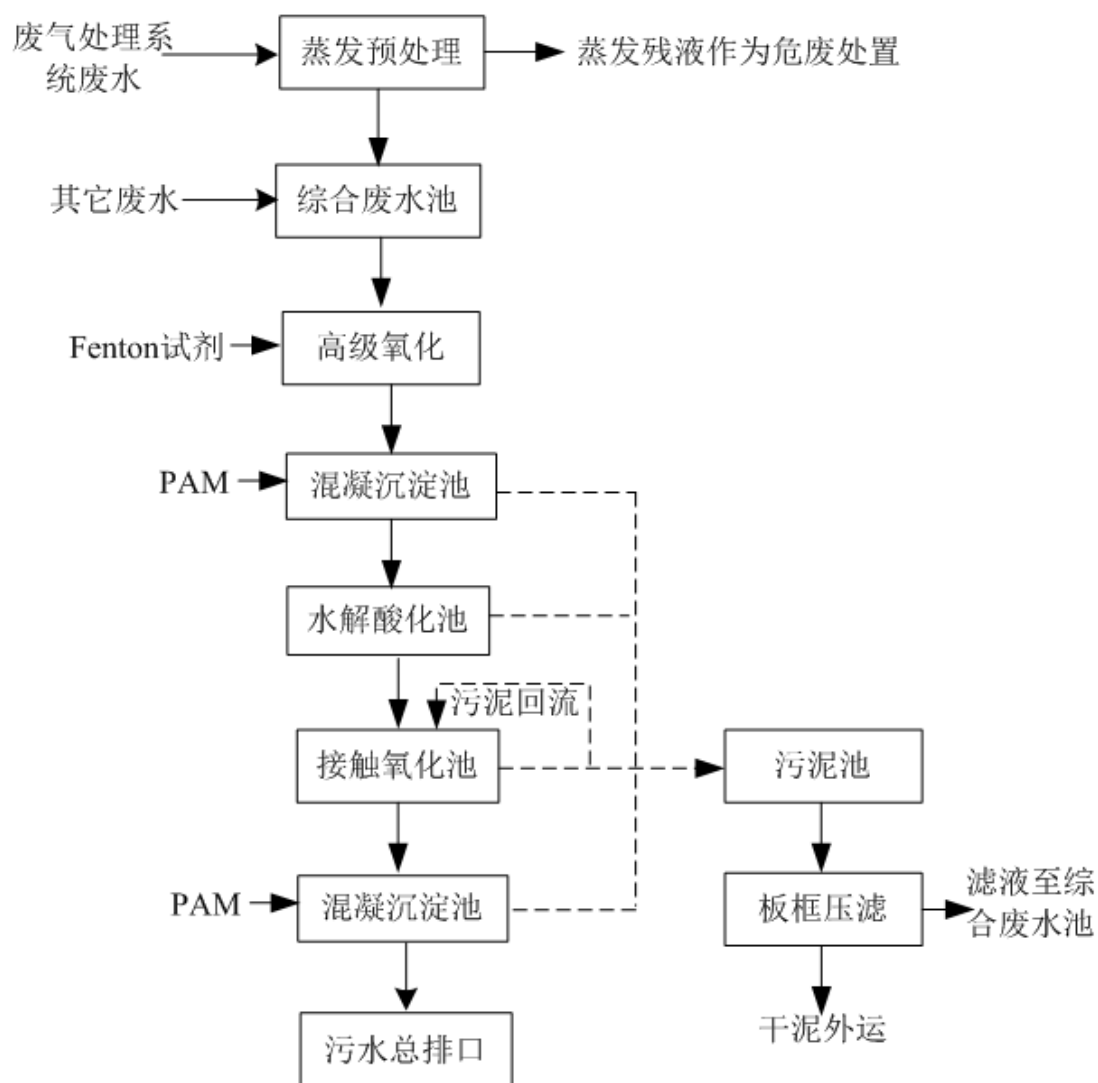 废气处理系
统废水
蒸发预处理
蒸发残液作为危废处置
其它废水
综合废水池
Fenton试剂
高级氧化
PAM
混凝沉淀池
水解酸化池
污泥回流
接触氧化池
污泥池
PAM
混凝沉淀池
板框压滤
滤液至综
合废水池
污水总排口
干泥外运